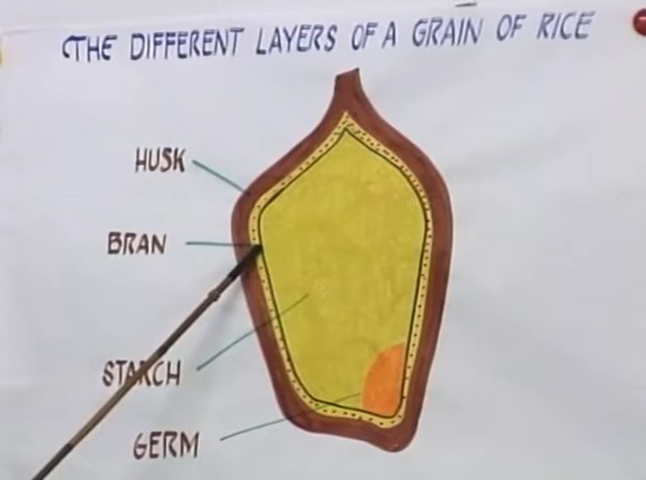 THE DIFFERENT LAYERS OF A GRAIN OF RICE
HUSK
BRAN
STARCH
GERM